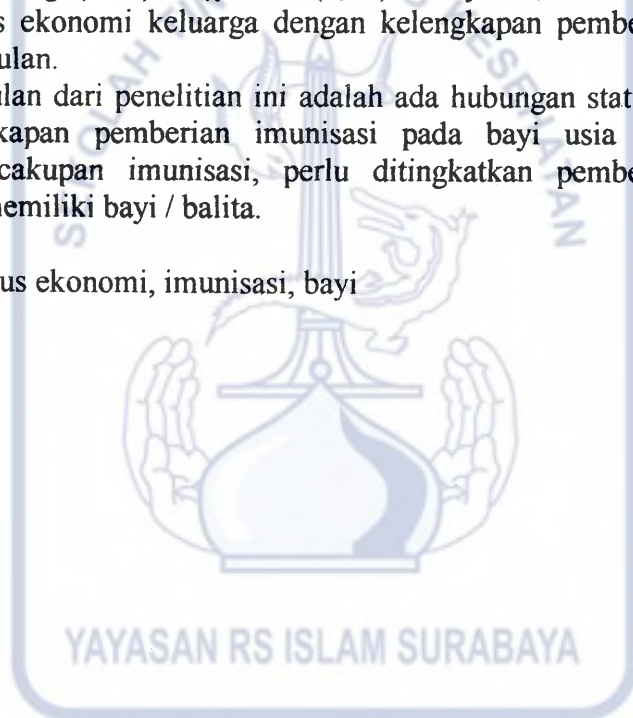 s ekonomi keluarga dengan kelengkapan pembe
ulan.
ulan dari penelitian ini adalah ada hubungan stat
kapan pemberian imunisasi pada bayi usia
cakupan imunisasi, perlu ditingkatkan pembe
nemiliki bayi / balita.
us ekonomi, imunisasi, bayi
YAYASAN RS ISLAM SURABAYA